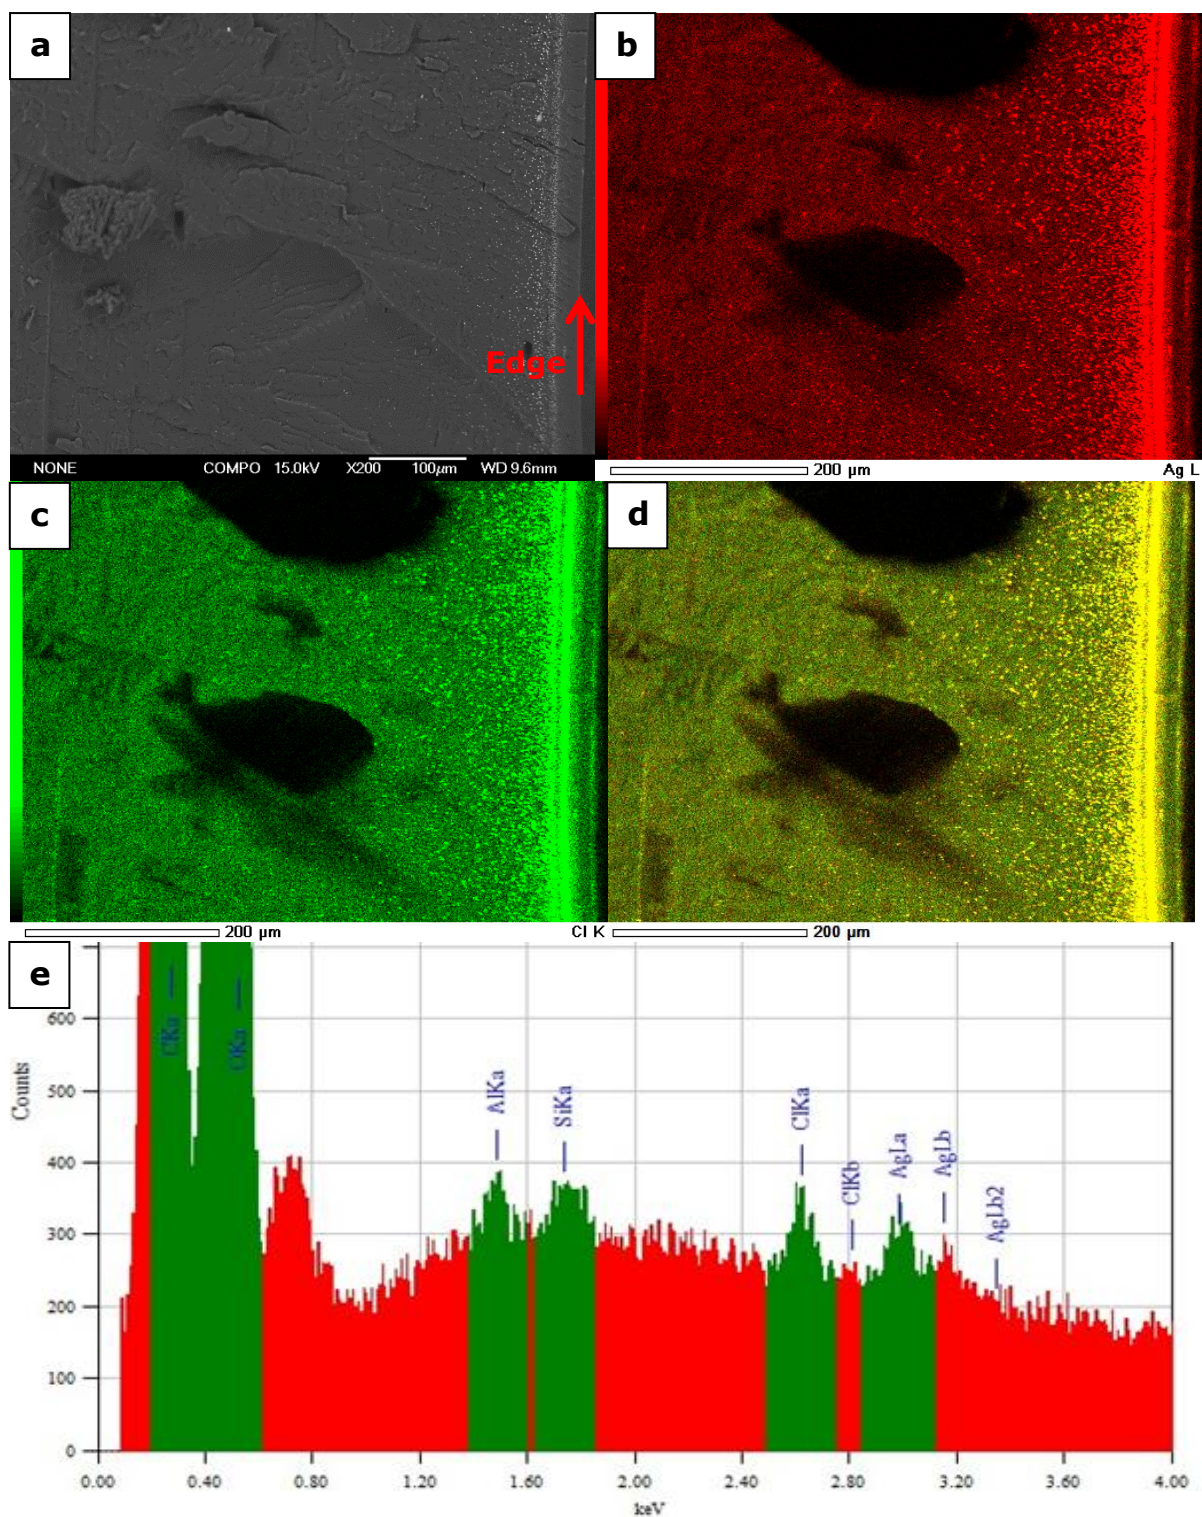 a
b
Edge
NONE COMPO 15.0kV X200 100µm WD 9.6mm
200 µm Ag L
c
d
200 µm Cl K
200 µm
e
CKa
OKa
AlKa
SiKa
ClKa
ClKb
AgLa
AgLb
AgLb2
Counts
600
500
400
300
200
100
0
0.00 0.40 0.80 1.20 1.60 2.00 2.40 2.80 3.20 3.60 4.00
keV